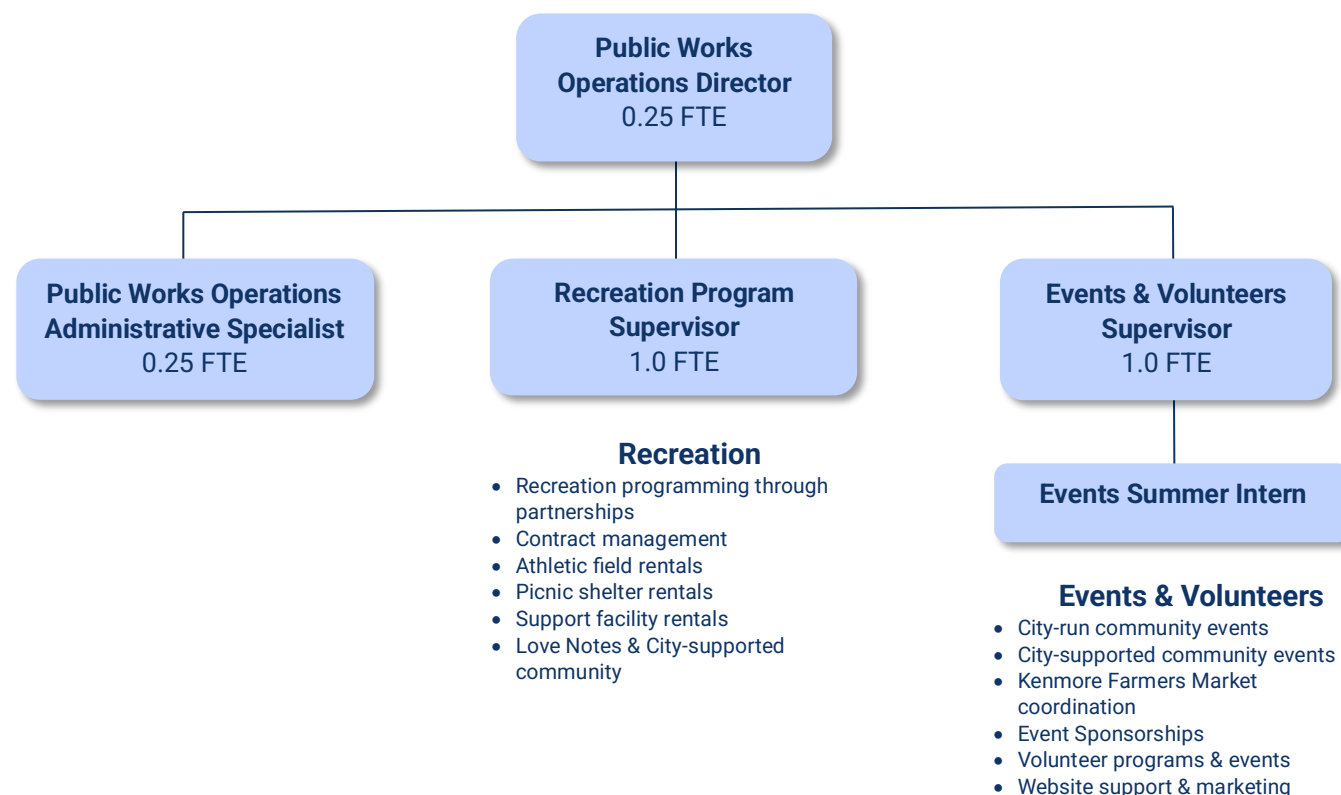 Public Works
Operations Director
0.25 FTE
Public Works Operations
Administrative Specialist
0.25 FTE
Recreation Program
Supervisor
1.0 FTE
Events & Volunteers
Supervisor
1.0 FTE
Recreation
• Recreation programming through
partnerships
• Contract management
• Athletic field rentals
• Picnic shelter rentals
• Support facility rentals
• Love Notes & City-supported
community
Events Summer Intern
Events & Volunteers
• City-run community events
• City-supported community events
• Kenmore Farmers Market
coordination
• Event Sponsorships
• Volunteer programs & events
• Website support & marketing